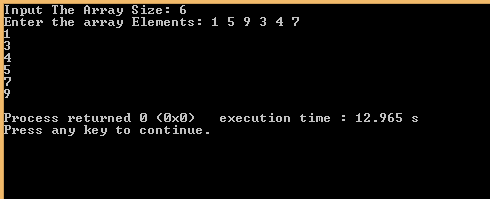 Input The Array Size: 6
Enter the array Elements: 1 5 9 3 4 7
1
3
4
5
7
9
Process returned 0 (0x0)   execution time : 12.965 s
Press any key to continue.